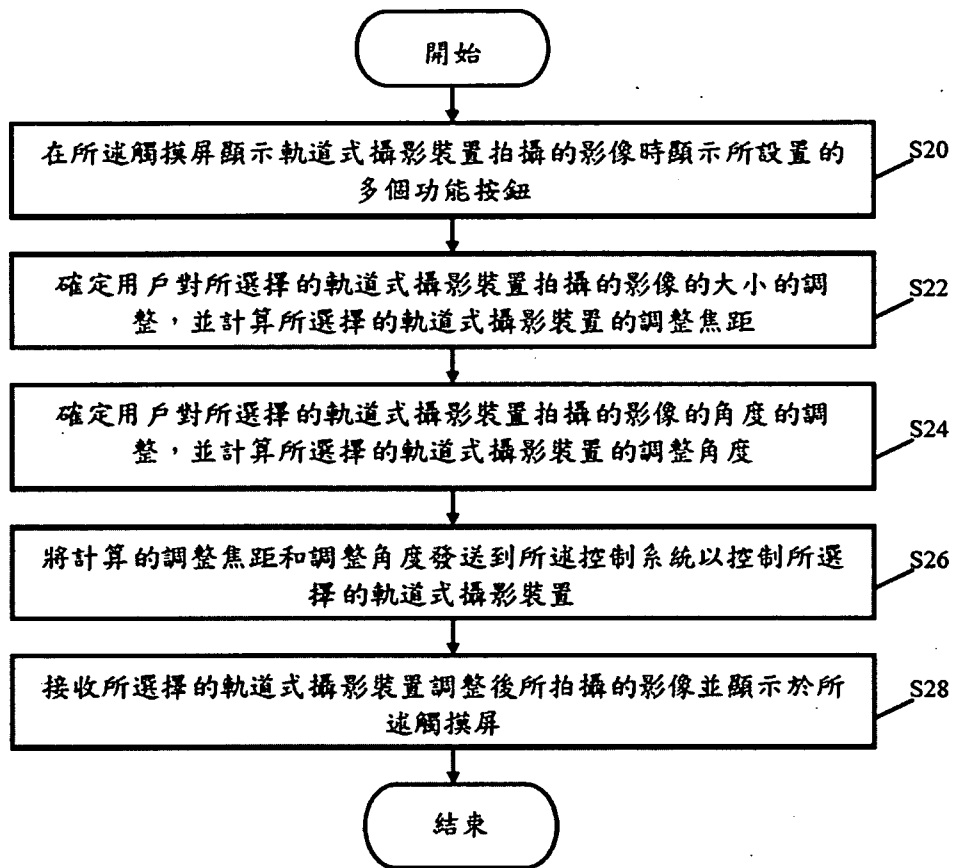 開始
在所述觸摸屏顯示軌道式攝影裝置拍攝的影像時顯示所設置的
多個功能按鈕
S20
確定用戶對所選擇的軌道式攝影裝置拍攝的影像的大小的調
整，並計算所選擇的軌道式攝影裝置的調整焦距
S22
確定用戶對所選擇的軌道式攝影裝置拍攝的影像的角度的調
整，並計算所選擇的軌道式攝影裝置的調整角度
S24
將計算的調整焦距和調整角度發送到所述控制系統以控制所選
擇的軌道式攝影裝置
S26
接收所選擇的軌道式攝影裝置調整後所拍攝的影像並顯示於所
述觸摸屏
S28
結束